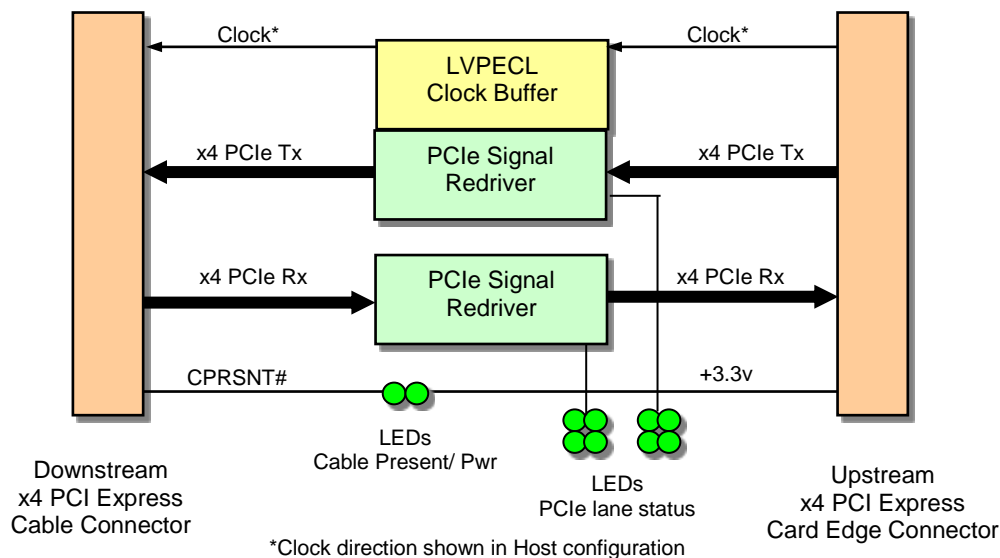 Clock*
Clock*
LVPECL
Clock Buffer
x4 PCIe Tx
PCIe Signal
Redriver
x4 PCIe Tx
x4 PCIe Rx
PCIe Signal
Redriver
x4 PCIe Rx
CPRSNT#
+3.3v
LEDs
Cable Present/ Pwr
LEDs
PCIe lane status
Downstream
x4 PCI Express
Cable Connector
Upstream
x4 PCI Express
Card Edge Connector
*Clock direction shown in Host configuration